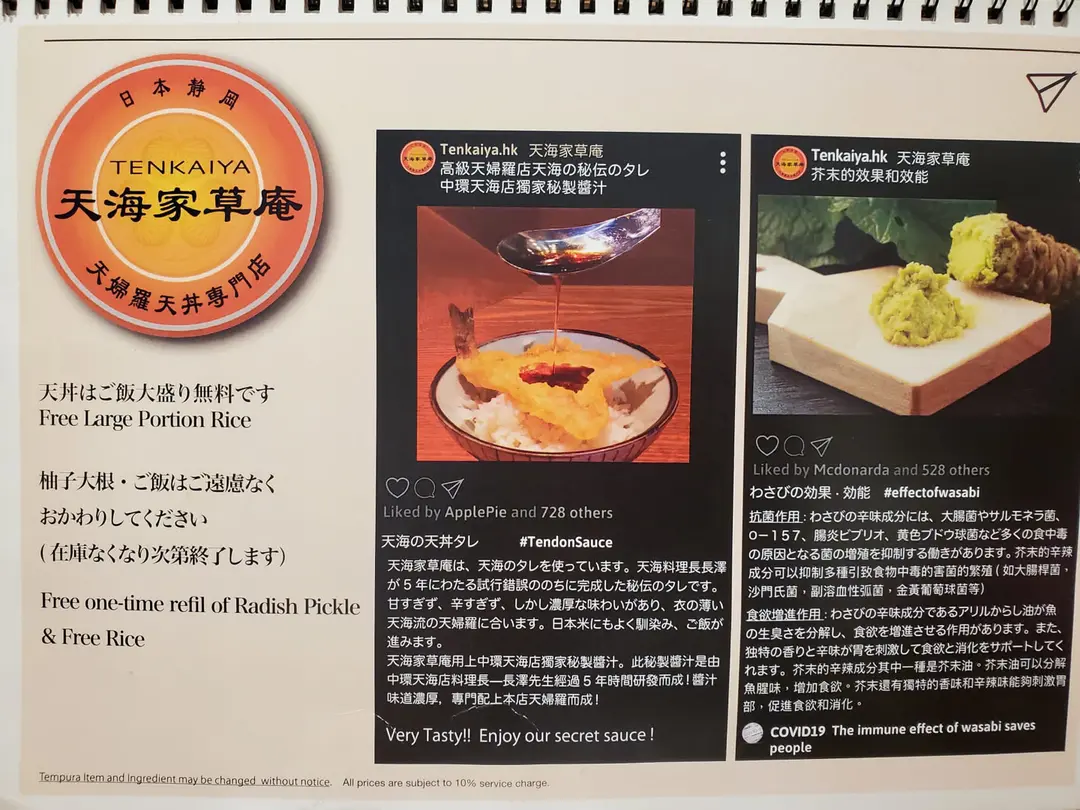 日本静岡
TENKAIYA
天海家草庵
天婦羅天丼専門店
天丼はご飯大盛り無料です
Free Large Portion Rice
柚子大根・ご飯はご遠慮なく
おかわりしてください
(在庫なくなり次第終了します)
Free one-time refil of Radish Pickle
& Free Rice
Tenkaiya.hk 天海家草庵
高級天婦羅店天海の秘伝のタレ
中環天海店獨家秘製醬汁
Liked by ApplePie and 728 others
天海の天丼タレ #TendonSauce
天海家草庵は、天海のタレを使っています。天海料理長長澤
が5年にわたる試行錯誤ののちに完成した秘伝のタレです。
甘すぎず、辛すぎず、しかし濃厚な味わいがあり、衣の薄い
天海流の天婦羅に合います。日本米にもよく馴染み、ご飯が
進みます。
天海家草庵用上中環天海店獨家秘製醬汁。此秘製醬汁是由
中環天海店料理長—長澤先生經過5年時間研發而成!醬汁
味道濃厚，專門配上本店天婦羅而成!
Very Tasty!! Enjoy our secret sauce !
Tenkaiya.hk 天海家草庵
芥末的效果和效能
Liked by Mcdonarda and 528 others
わさびの効果・効能 #effectofwasabi
抗菌作用：わさびの辛味成分には、大腸菌やサルモネラ菌、
O－157、腸炎ビブリオ、黄色ブドウ球菌など多くの食中毒
の原因となる菌の増殖を抑制する働きがあります。芥末的辛辣
成分可以抑制多種引致食物中毒的害菌的繁殖 (如大腸桿菌，
沙門氏菌，副溶血性弧菌，金黃葡萄球菌等)
食欲増進作用：わさびの辛味成分であるアリルからし油が魚
の生臭さを分解し、食欲を増進させる作用があります。また、
独特の香りと辛味が胃を刺激して食欲と消化をサポートしてく
れます。芥末的辛辣成分其中一種是芥末油。芥末油可以分解
魚腥味，增加食欲。芥末還有獨特的香味和辛辣味能夠刺激胃
部，促進食欲和消化。
COVID19 The immune effect of wasabi saves
people
Tempura Item and Ingredient may be changed without notice. All prices are subject to 10% service charge.